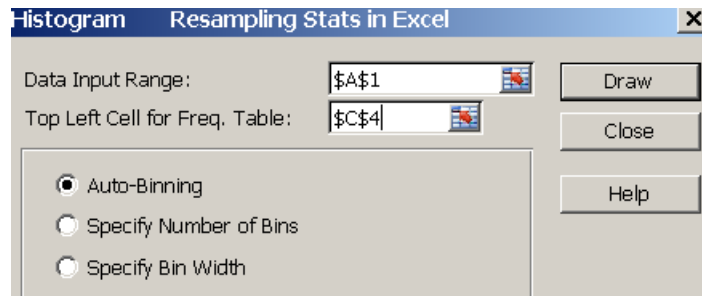 Histogram Resampling Stats in Excel
Data Input Range: $A$1 Draw
Top Left Cell for Freq. Table: $C$4 Close
Auto-Binning Help
Specify Number of Bins
Specify Bin Width